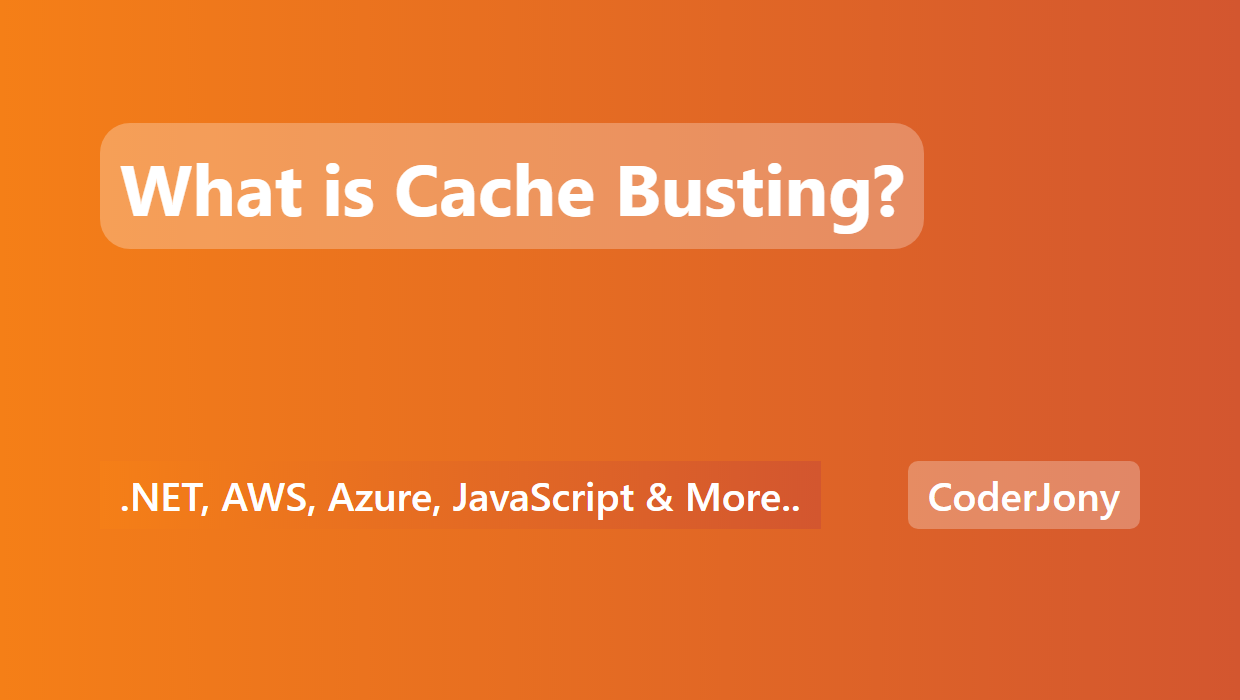 What is Cache Busting?
.NET, AWS, Azure, JavaScript & More..
CoderJony